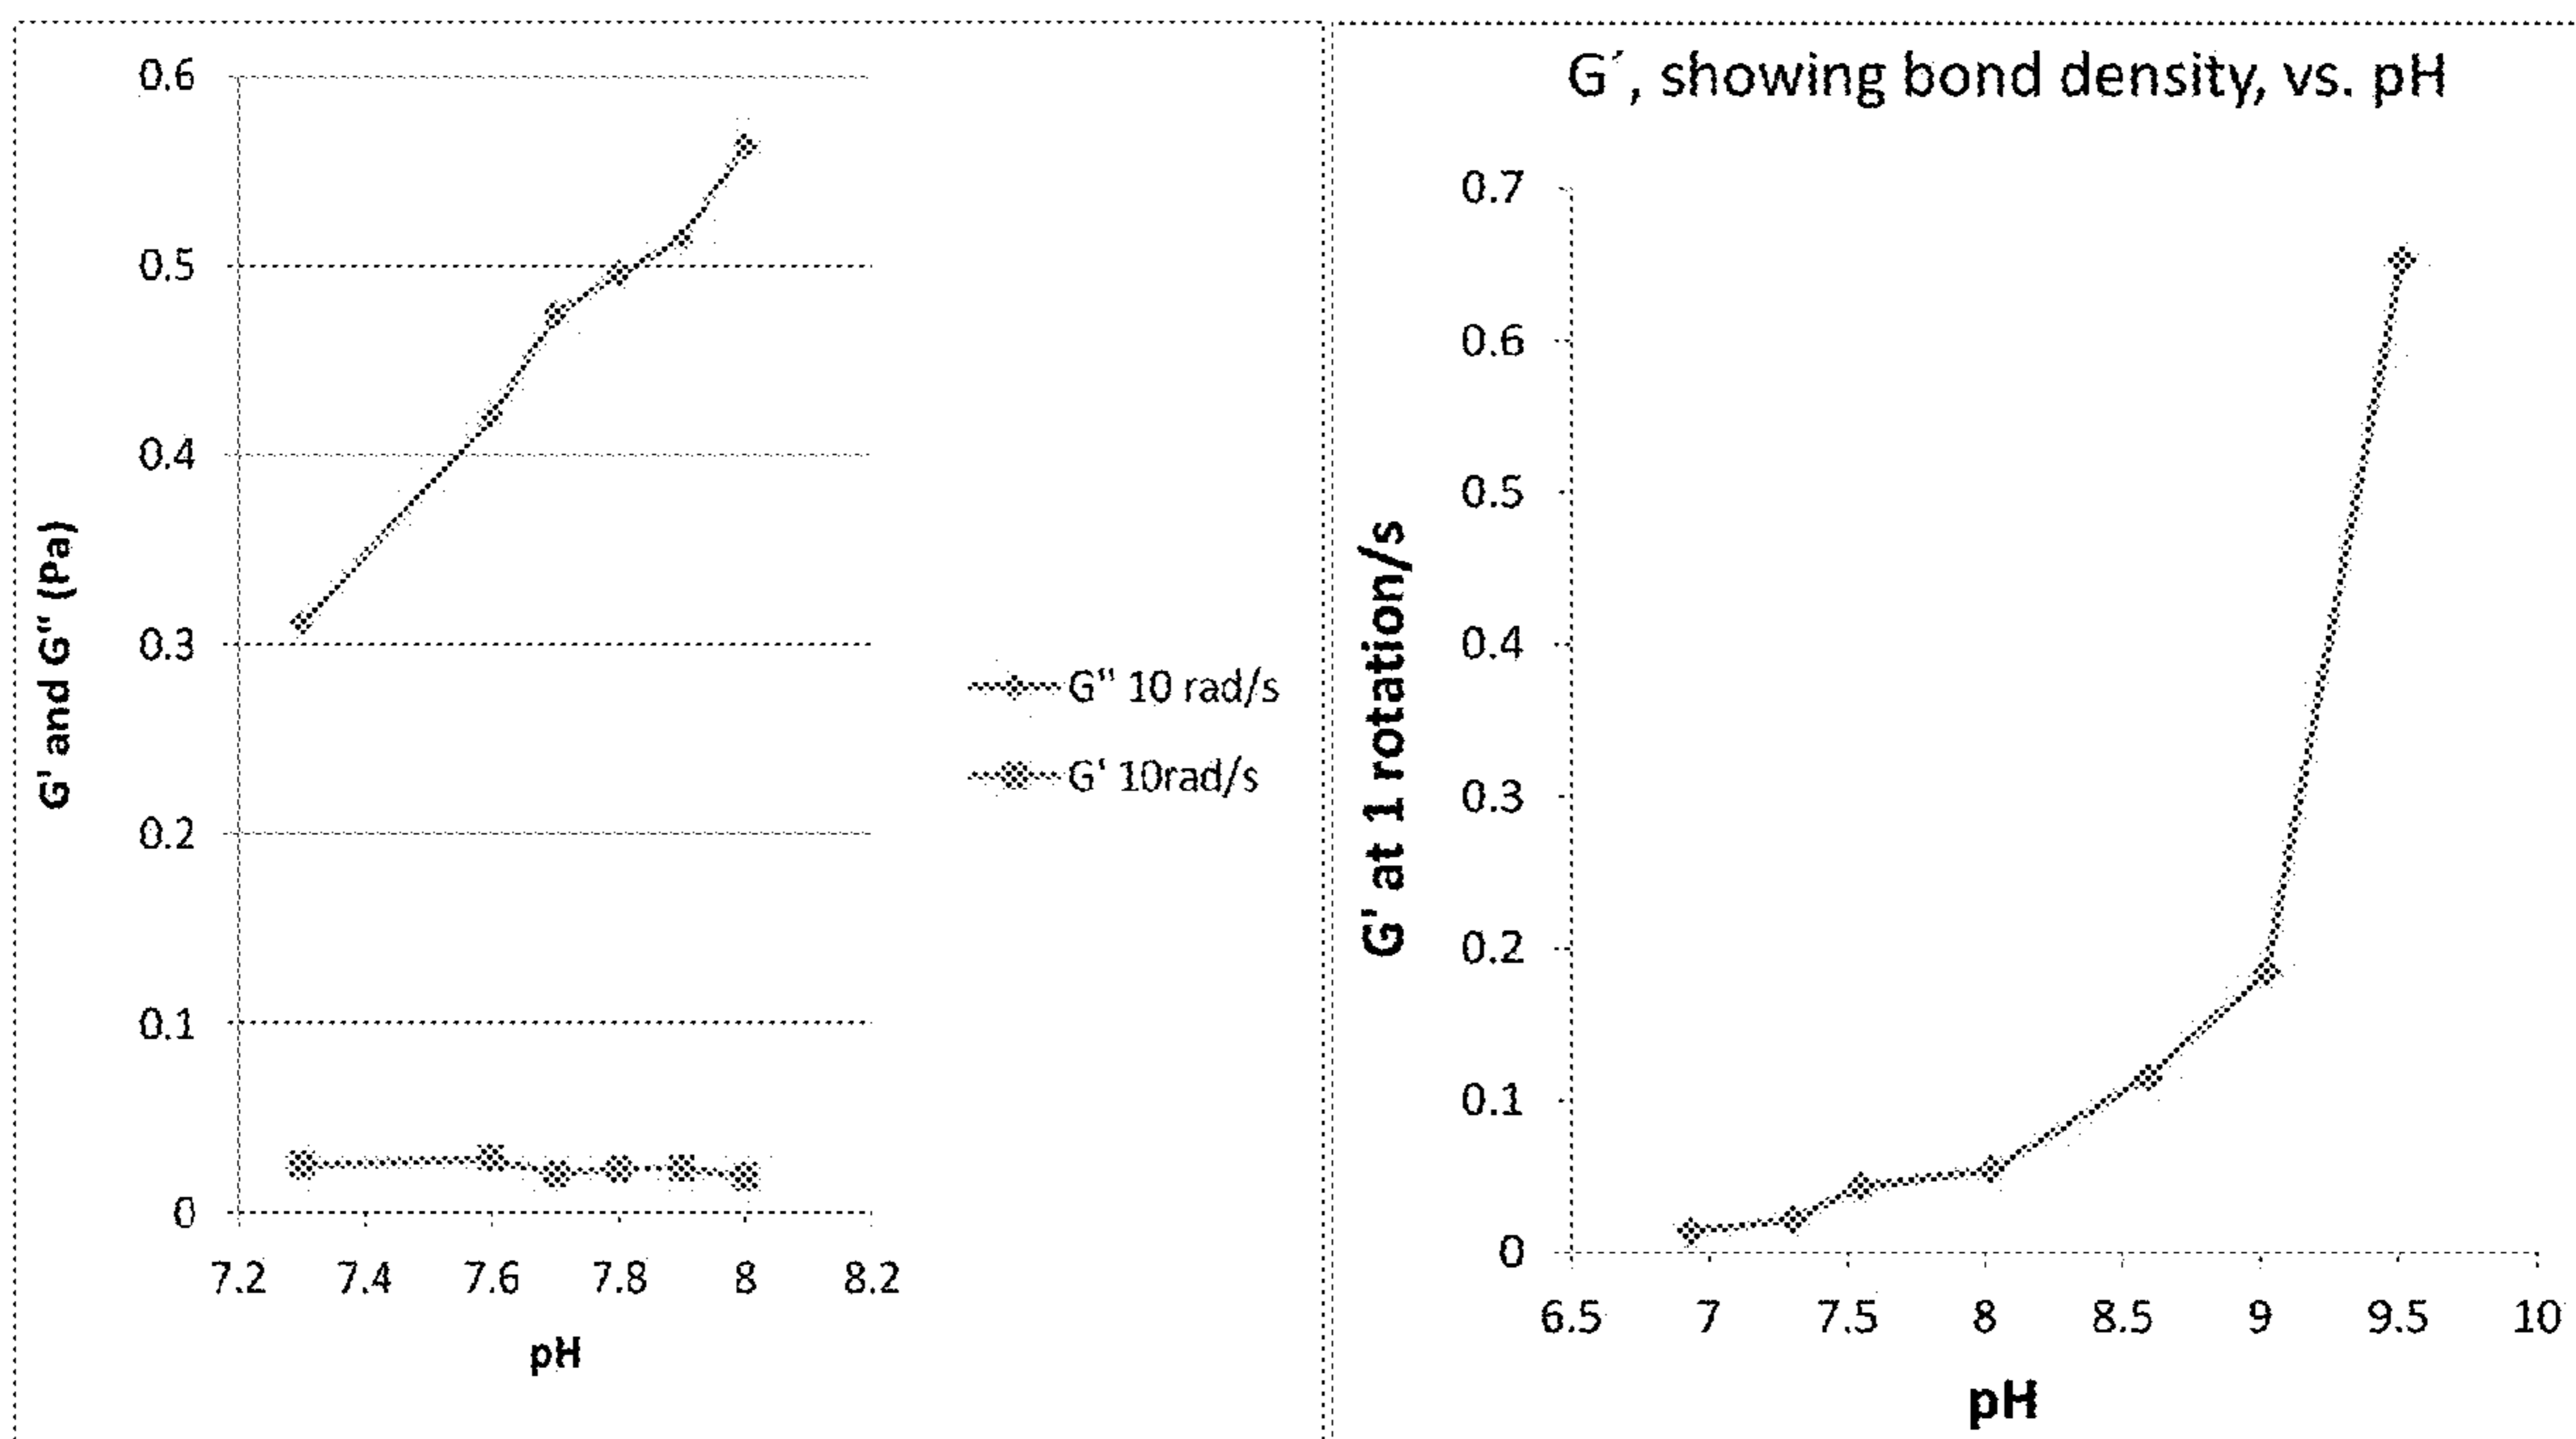 0.6
0.5
0.4
0.3
0.2
0.1
0
G' and G" (Pa)
7.2 7.4 7.6 7.8 8 8.2
pH
G" 10 rad/s
G' 10rad/s
G´, showing bond density, vs. pH
0.7
0.6
0.5
0.4
0.3
0.2
0.1
0
G' at 1 rotation/s
6.5 7 7.5 8 8.5 9 9.5 10
pH